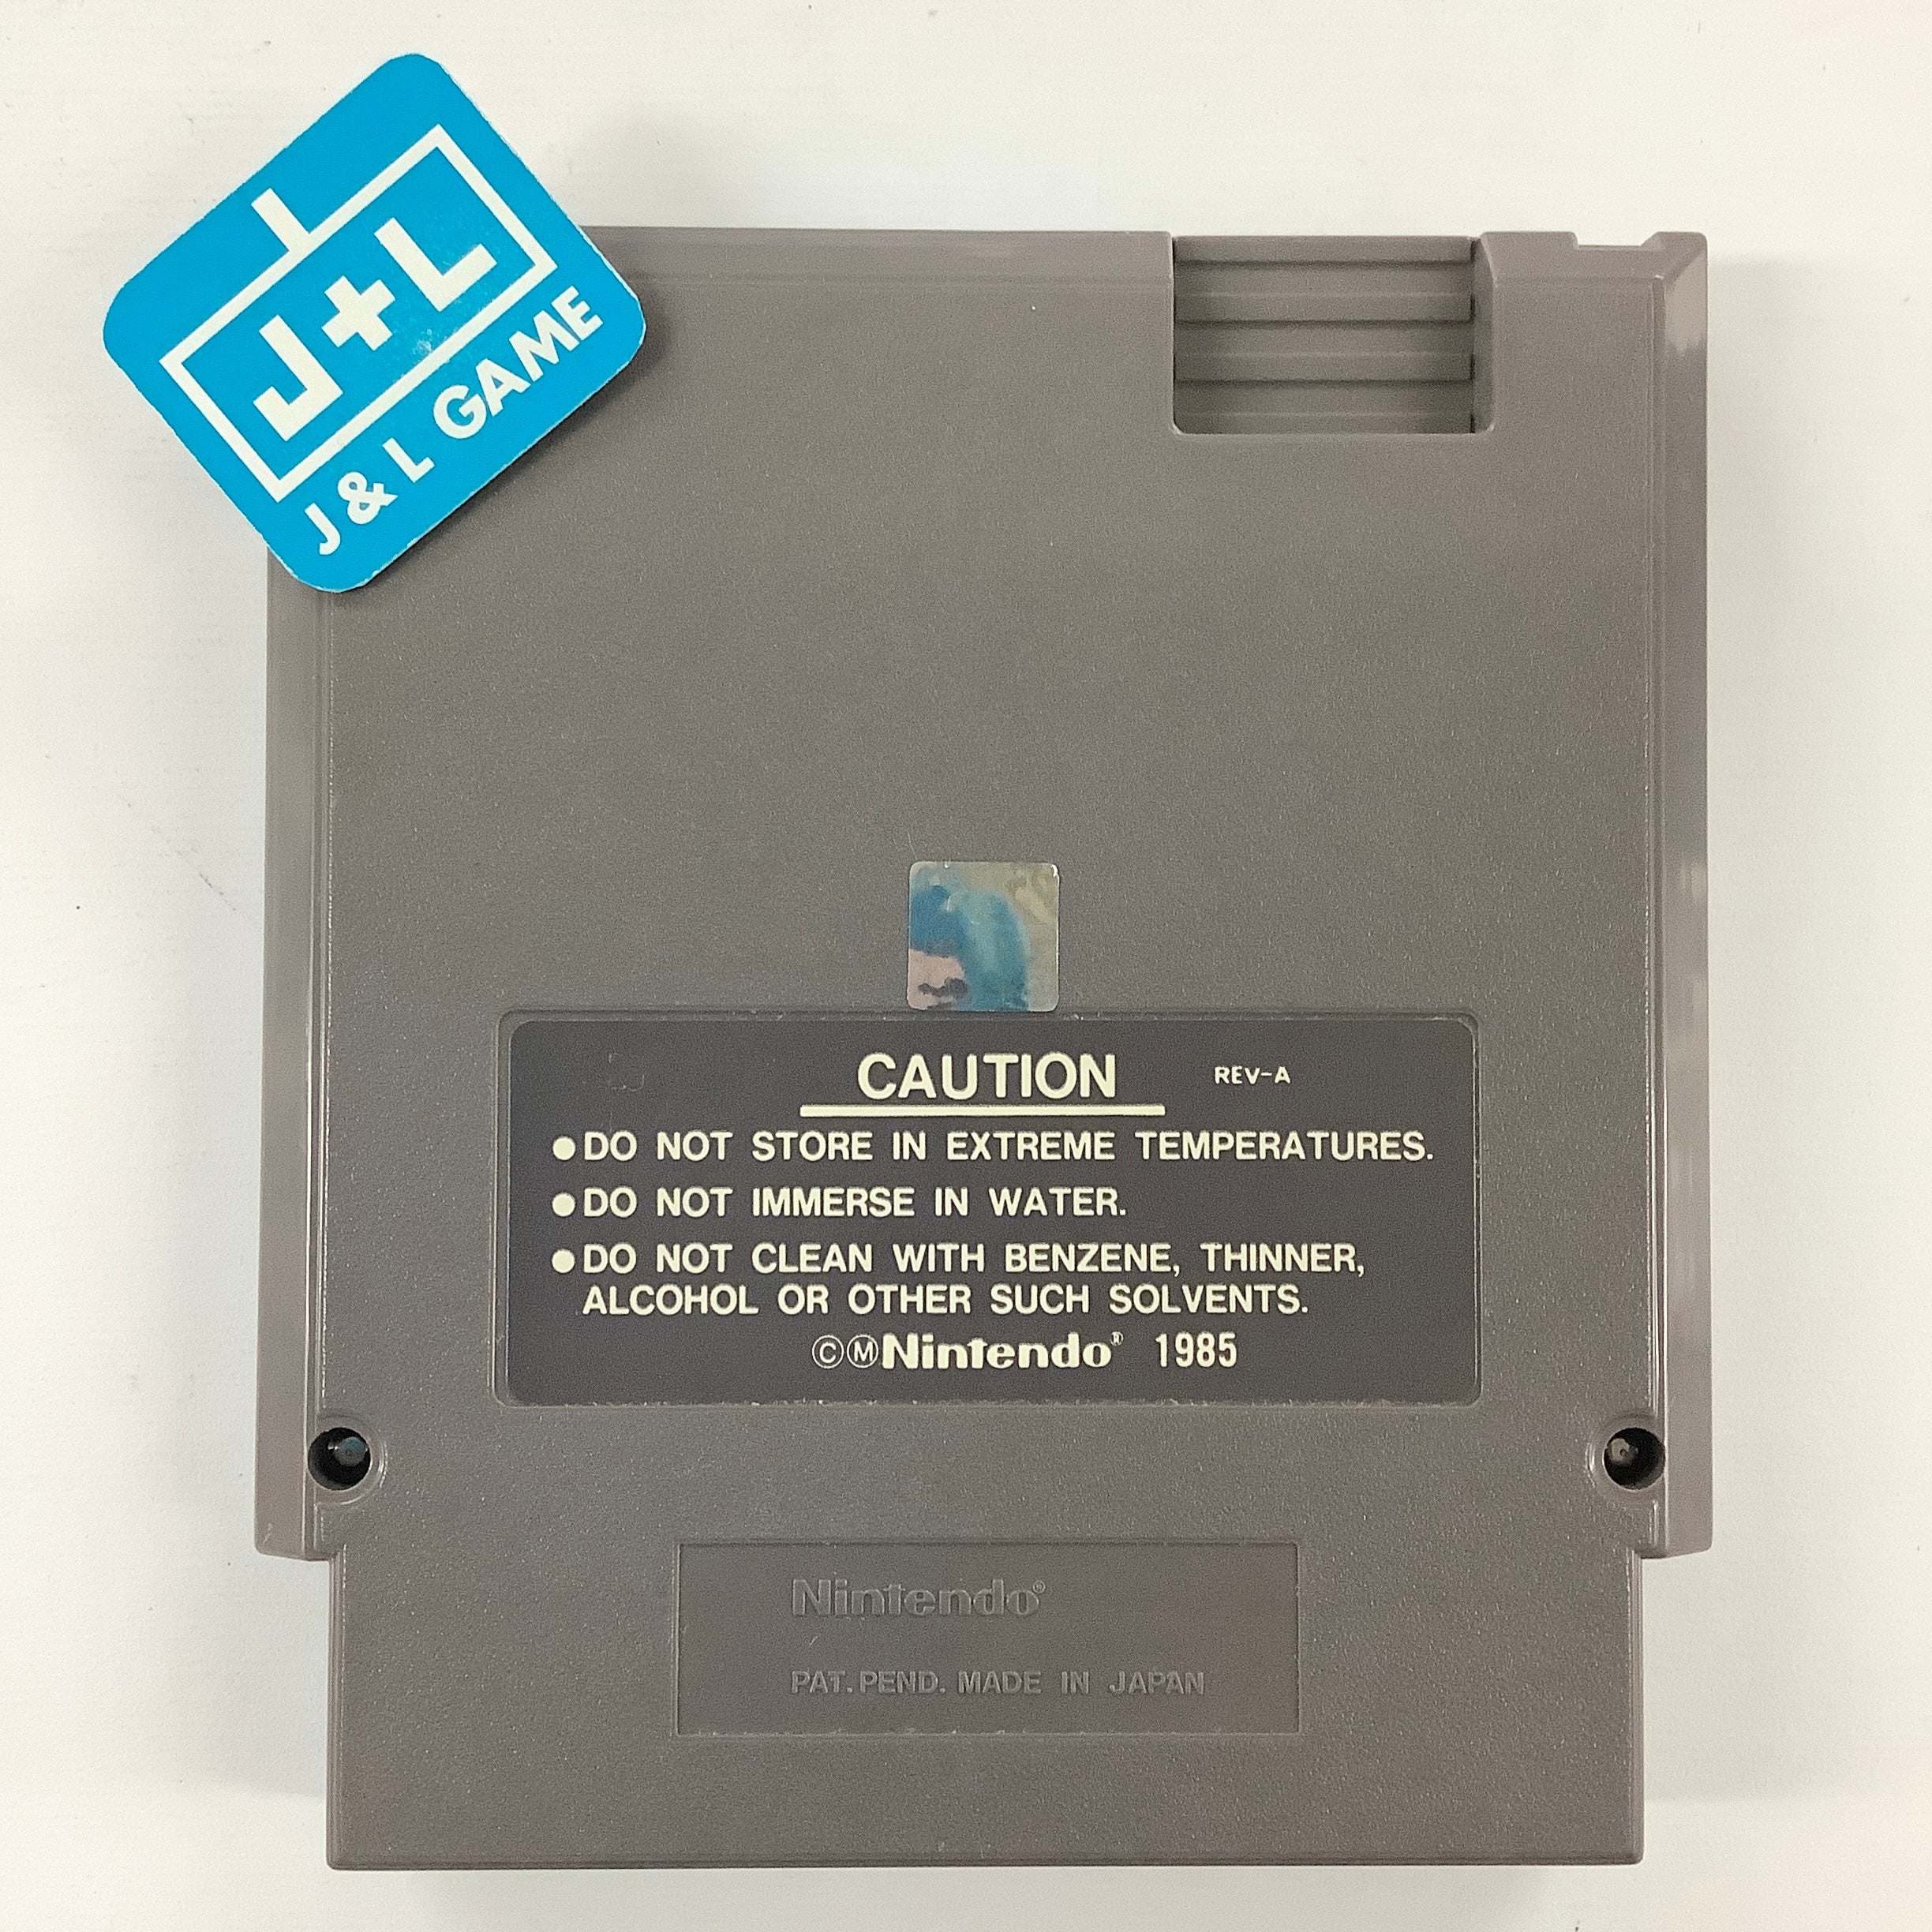 J+L
J & L GAME
CAUTION REV-A
●DO NOT STORE IN EXTREME TEMPERATURES.
●DO NOT IMMERSE IN WATER.
●DO NOT CLEAN WITH BENZENE, THINNER,
ALCOHOL OR OTHER SUCH SOLVENTS.
©ⓂNintendo® 1985
Nintendo®
PAT. PEND. MADE IN JAPAN